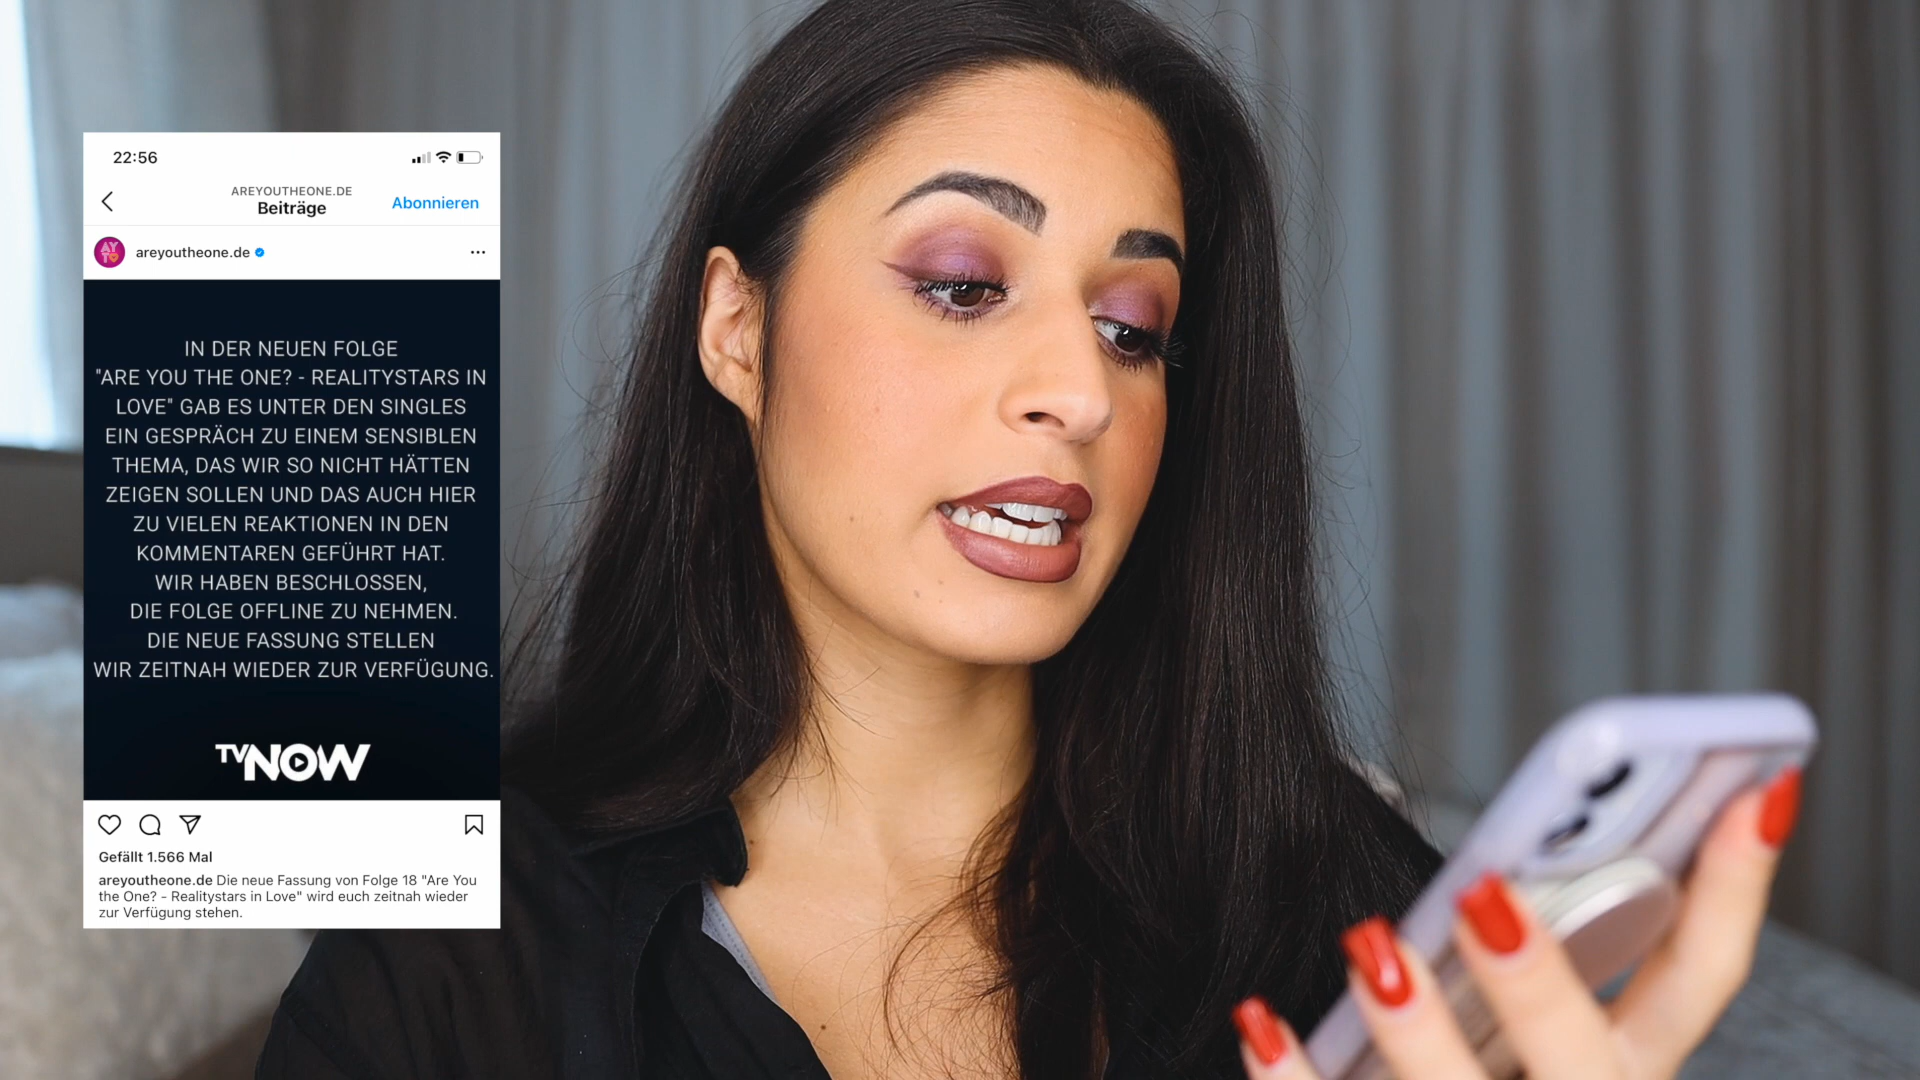 22:56
AREYOUTHEONE.DE
Beiträge
Abonnieren
areyoutheone.de
IN DER NEUEN FOLGE
"ARE YOU THE ONE? - REALITYSTARS IN
LOVE" GAB ES UNTER DEN SINGLES
EIN GESPRÄCH ZU EINEM SENSIBLEN
THEMA, DAS WIR SO NICHT HÄTTEN
ZEIGEN SOLLEN UND DAS AUCH HIER
ZU VIELEN REAKTIONEN IN DEN
KOMMENTAREN GEFÜHRT HAT.
WIR HABEN BESCHLOSSEN,
DIE FOLGE OFFLINE ZU NEHMEN.
DIE NEUE FASSUNG STELLEN
WIR ZEITNAH WIEDER ZUR VERFÜGUNG.
TVNOW
Gefällt 1.566 Mal
areyoutheone.de Die neue Fassung von Folge 18 "Are You
the One? - Realitystars in Love" wird euch zeitnah wieder
zur Verfügung stehen.